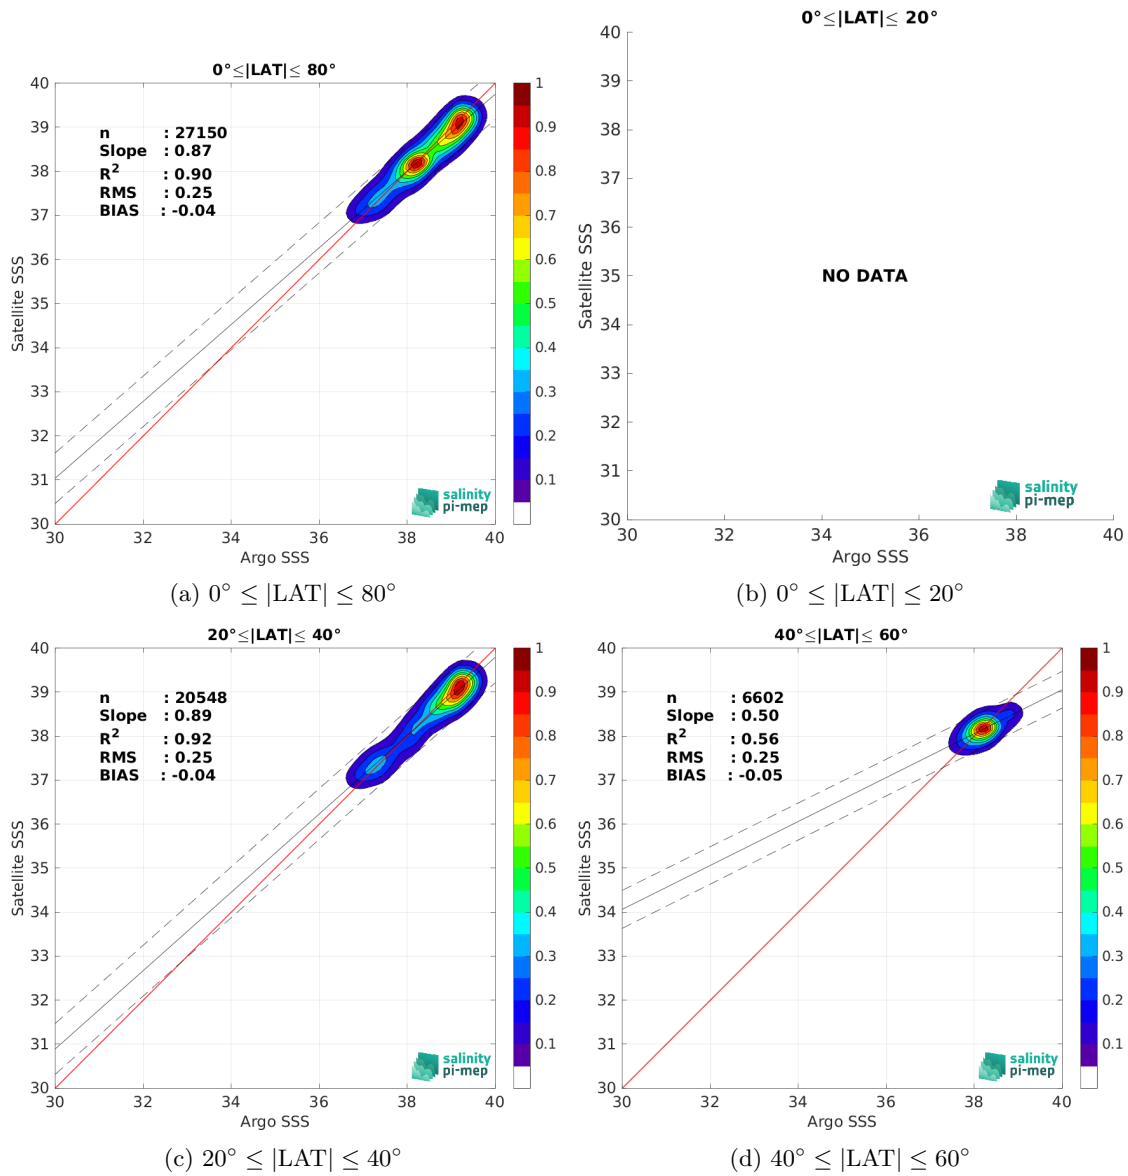 0°≤|LAT|≤ 80°
40
39
38
37
36
35
34
33
32
31
30
Satellite SSS
n : 27150
Slope : 0.87
R² : 0.90
RMS : 0.25
BIAS : -0.04
salinity
pi-mep
30 32 34 36 38 40
Argo SSS
1
0.9
0.8
0.7
0.6
0.5
0.4
0.3
0.2
0.1
(a) 0° ≤ |LAT| ≤ 80°
0°≤|LAT|≤ 20°
40
39
38
37
36
35
34
33
32
31
30
Satellite SSS
NO DATA
salinity
pi-mep
30 32 34 36 38 40
Argo SSS
(b) 0° ≤ |LAT| ≤ 20°
20°≤|LAT|≤ 40°
40
39
38
37
36
35
34
33
32
31
30
Satellite SSS
n : 20548
Slope : 0.89
R² : 0.92
RMS : 0.25
BIAS : -0.04
salinity
pi-mep
30 32 34 36 38 40
Argo SSS
1
0.9
0.8
0.7
0.6
0.5
0.4
0.3
0.2
0.1
(c) 20° ≤ |LAT| ≤ 40°
40°≤|LAT|≤ 60°
40
39
38
37
36
35
34
33
32
31
30
Satellite SSS
n : 6602
Slope : 0.50
R² : 0.56
RMS : 0.25
BIAS : -0.05
salinity
pi-mep
30 32 34 36 38 40
Argo SSS
1
0.9
0.8
0.7
0.6
0.5
0.4
0.3
0.2
0.1
(d) 40° ≤ |LAT| ≤ 60°